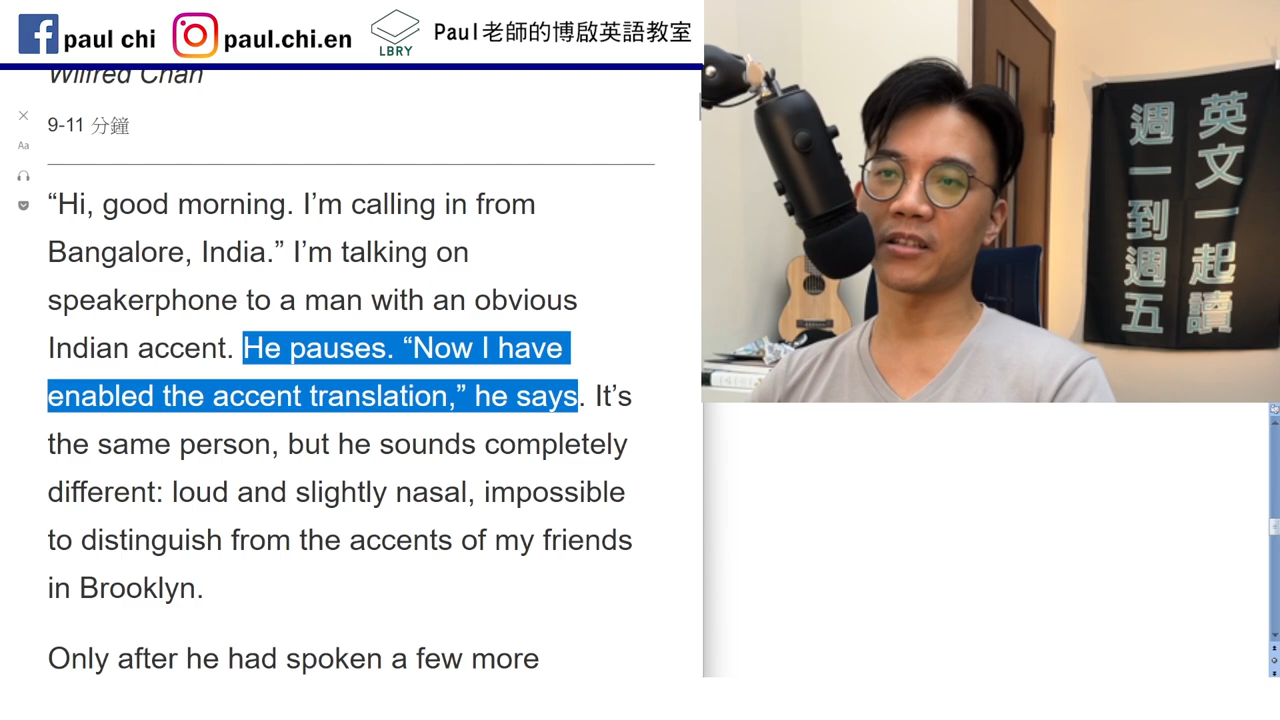 paul chi
paul.chi.en
LBRY
Paul老師的博啟英語教室
Wilfred Chan
9-11 分鐘
Aa
“Hi, good morning. I’m calling in from
Bangalore, India.” I’m talking on
speakerphone to a man with an obvious
Indian accent. He pauses. “Now I have
enabled the accent translation,” he says. It’s
the same person, but he sounds completely
different: loud and slightly nasal, impossible
to distinguish from the accents of my friends
in Brooklyn.
Only after he had spoken a few more
英文一起讀
週一到週五